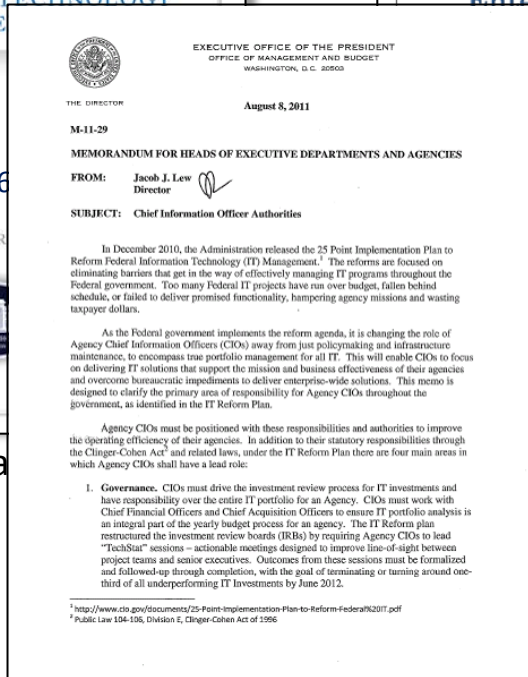 EXECUTIVE OFFICE OF THE PRESIDENT
OFFICE OF MANAGEMENT AND BUDGET
WASHINGTON, D.C. 20503
THE DIRECTOR
August 8, 2011
M-11-29
MEMORANDUM FOR HEADS OF EXECUTIVE DEPARTMENTS AND AGENCIES
FROM: Jacob J. Lew
Director
SUBJECT: Chief Information Officer Authorities
In December 2010, the Administration released the 25 Point Implementation Plan to
Reform Federal Information Technology (IT) Management.1 The reforms are focused on
eliminating barriers that get in the way of effectively managing IT programs throughout the
Federal government. Too many Federal IT projects have run over budget, fallen behind
schedule, or failed to deliver promised functionality, hampering agency missions and wasting
taxpayer dollars.
As the Federal government implements the reform agenda, it is changing the role of
Agency Chief Information Officers (CIOs) away from just policymaking and infrastructure
maintenance, to encompass true portfolio management for all IT. This will enable CIOs to focus
on delivering IT solutions that support the mission and business effectiveness of their agencies
and overcome bureaucratic impediments to deliver enterprise-wide solutions. This memo is
designed to clarify the primary area of responsibility for Agency CIOs throughout the
government, as identified in the IT Reform Plan.
Agency CIOs must be positioned with these responsibilities and authorities to improve
the operating efficiency of their agencies. In addition to their statutory responsibilities through
the Clinger-Cohen Act2 and related laws, under the IT Reform Plan there are four main areas in
which Agency CIOs shall have a lead role:
1. Governance. CIOs must drive the investment review process for IT investments and
have responsibility over the entire IT portfolio for an Agency. CIOs must work with
Chief Financial Officers and Chief Acquisition Officers to ensure IT portfolio analysis is
an integral part of the yearly budget process for an agency. The IT Reform plan
restructured the investment review boards (IRBs) by requiring Agency CIOs to lead
"TechStat" sessions – actionable meetings designed to improve line-of-sight between
project teams and senior executives. Outcomes from these sessions must be formalized
and followed-up through completion, with the goal of terminating or turning around one-
third of all underperforming IT Investments by June 2012.
1 http://www.cio.gov/documents/25-Point-Implementation-Plan-to-Reform-Federal%20IT.pdf
2 Public Law 104-106, Division E, Clinger-Cohen Act of 1996